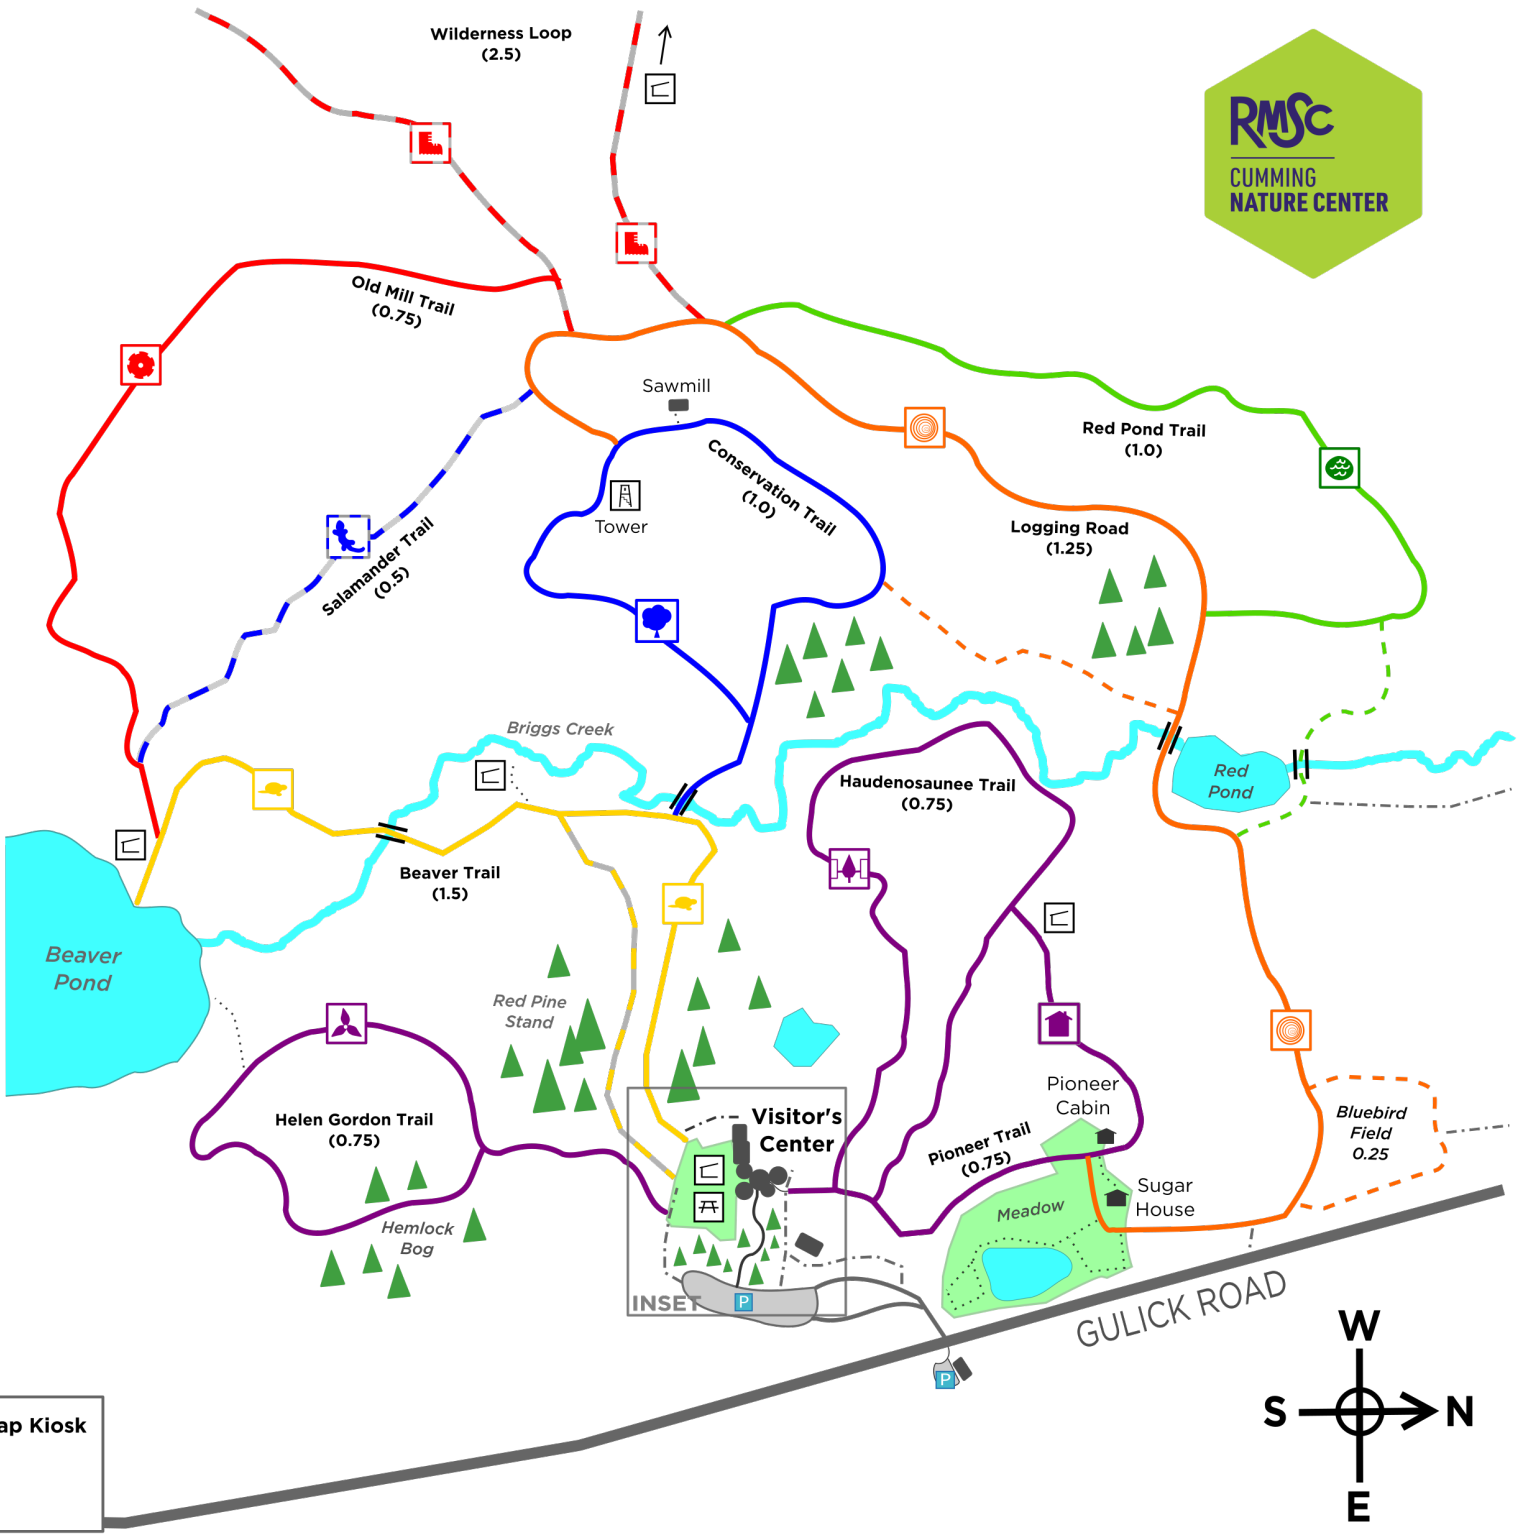 Wilderness Loop
(2.5)
RMSC
CUMMING
NATURE CENTER
Old Mill Trail
(0.75)
Sawmill
Conservation Trail
(1.0)
Tower
Red Pond Trail
(1.0)
Logging Road
(1.25)
Salamander Trail
(0.5)
Briggs Creek
Haudenosaunee Trail
(0.75)
Red
Pond
Beaver Trail
(1.5)
Beaver
Pond
Red Pine
Stand
Helen Gordon Trail
(0.75)
Hemlock
Bog
Visitor's
Center
Pioneer
Cabin
Pioneer Trail
(0.75)
Bluebird
Field
0.25
Sugar
House
Meadow
INSET
P
P
GULICK ROAD
W
S
N
E
ap Kiosk